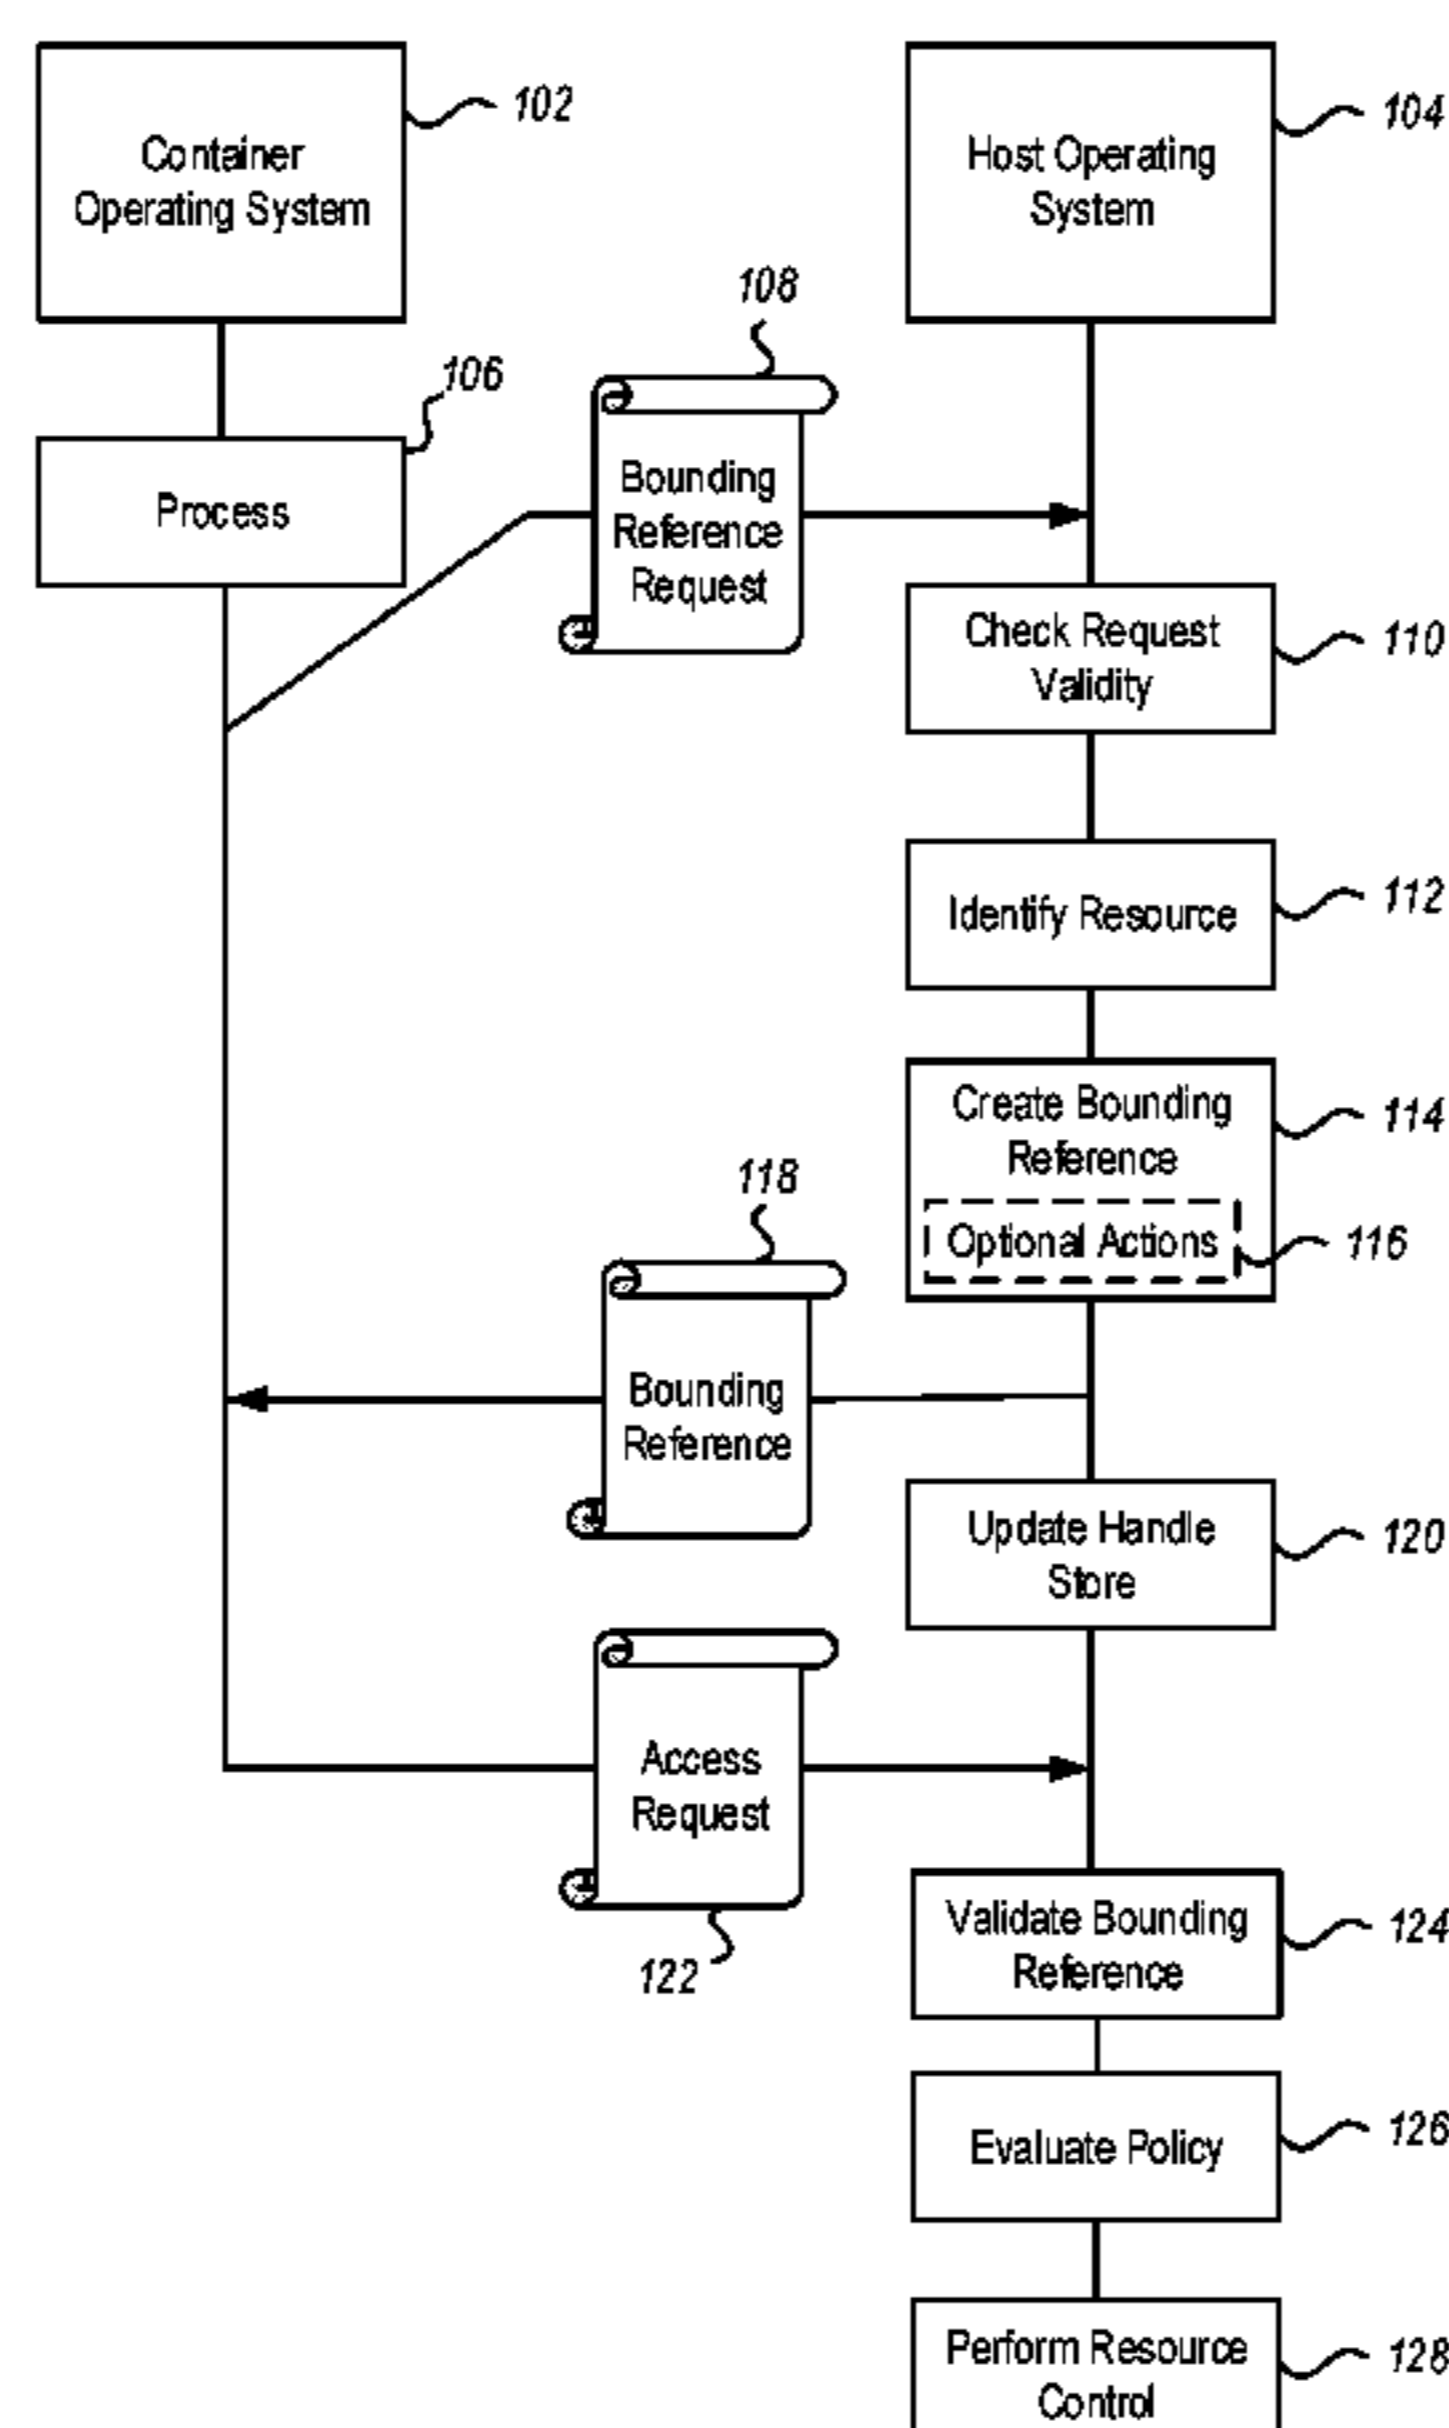 Container
Operating System
102
Host Operating
System
104
106
Process
108
Bounding
Reference
Request
Check Request
Validity
110
Identify Resource
112
Create Bounding
Reference
114
Optional Actions
116
118
Bounding
Reference
Update Handle
Store
120
Access
Request
122
Validate Bounding
Reference
124
Evaluate Policy
126
Perform Resource
Control
128